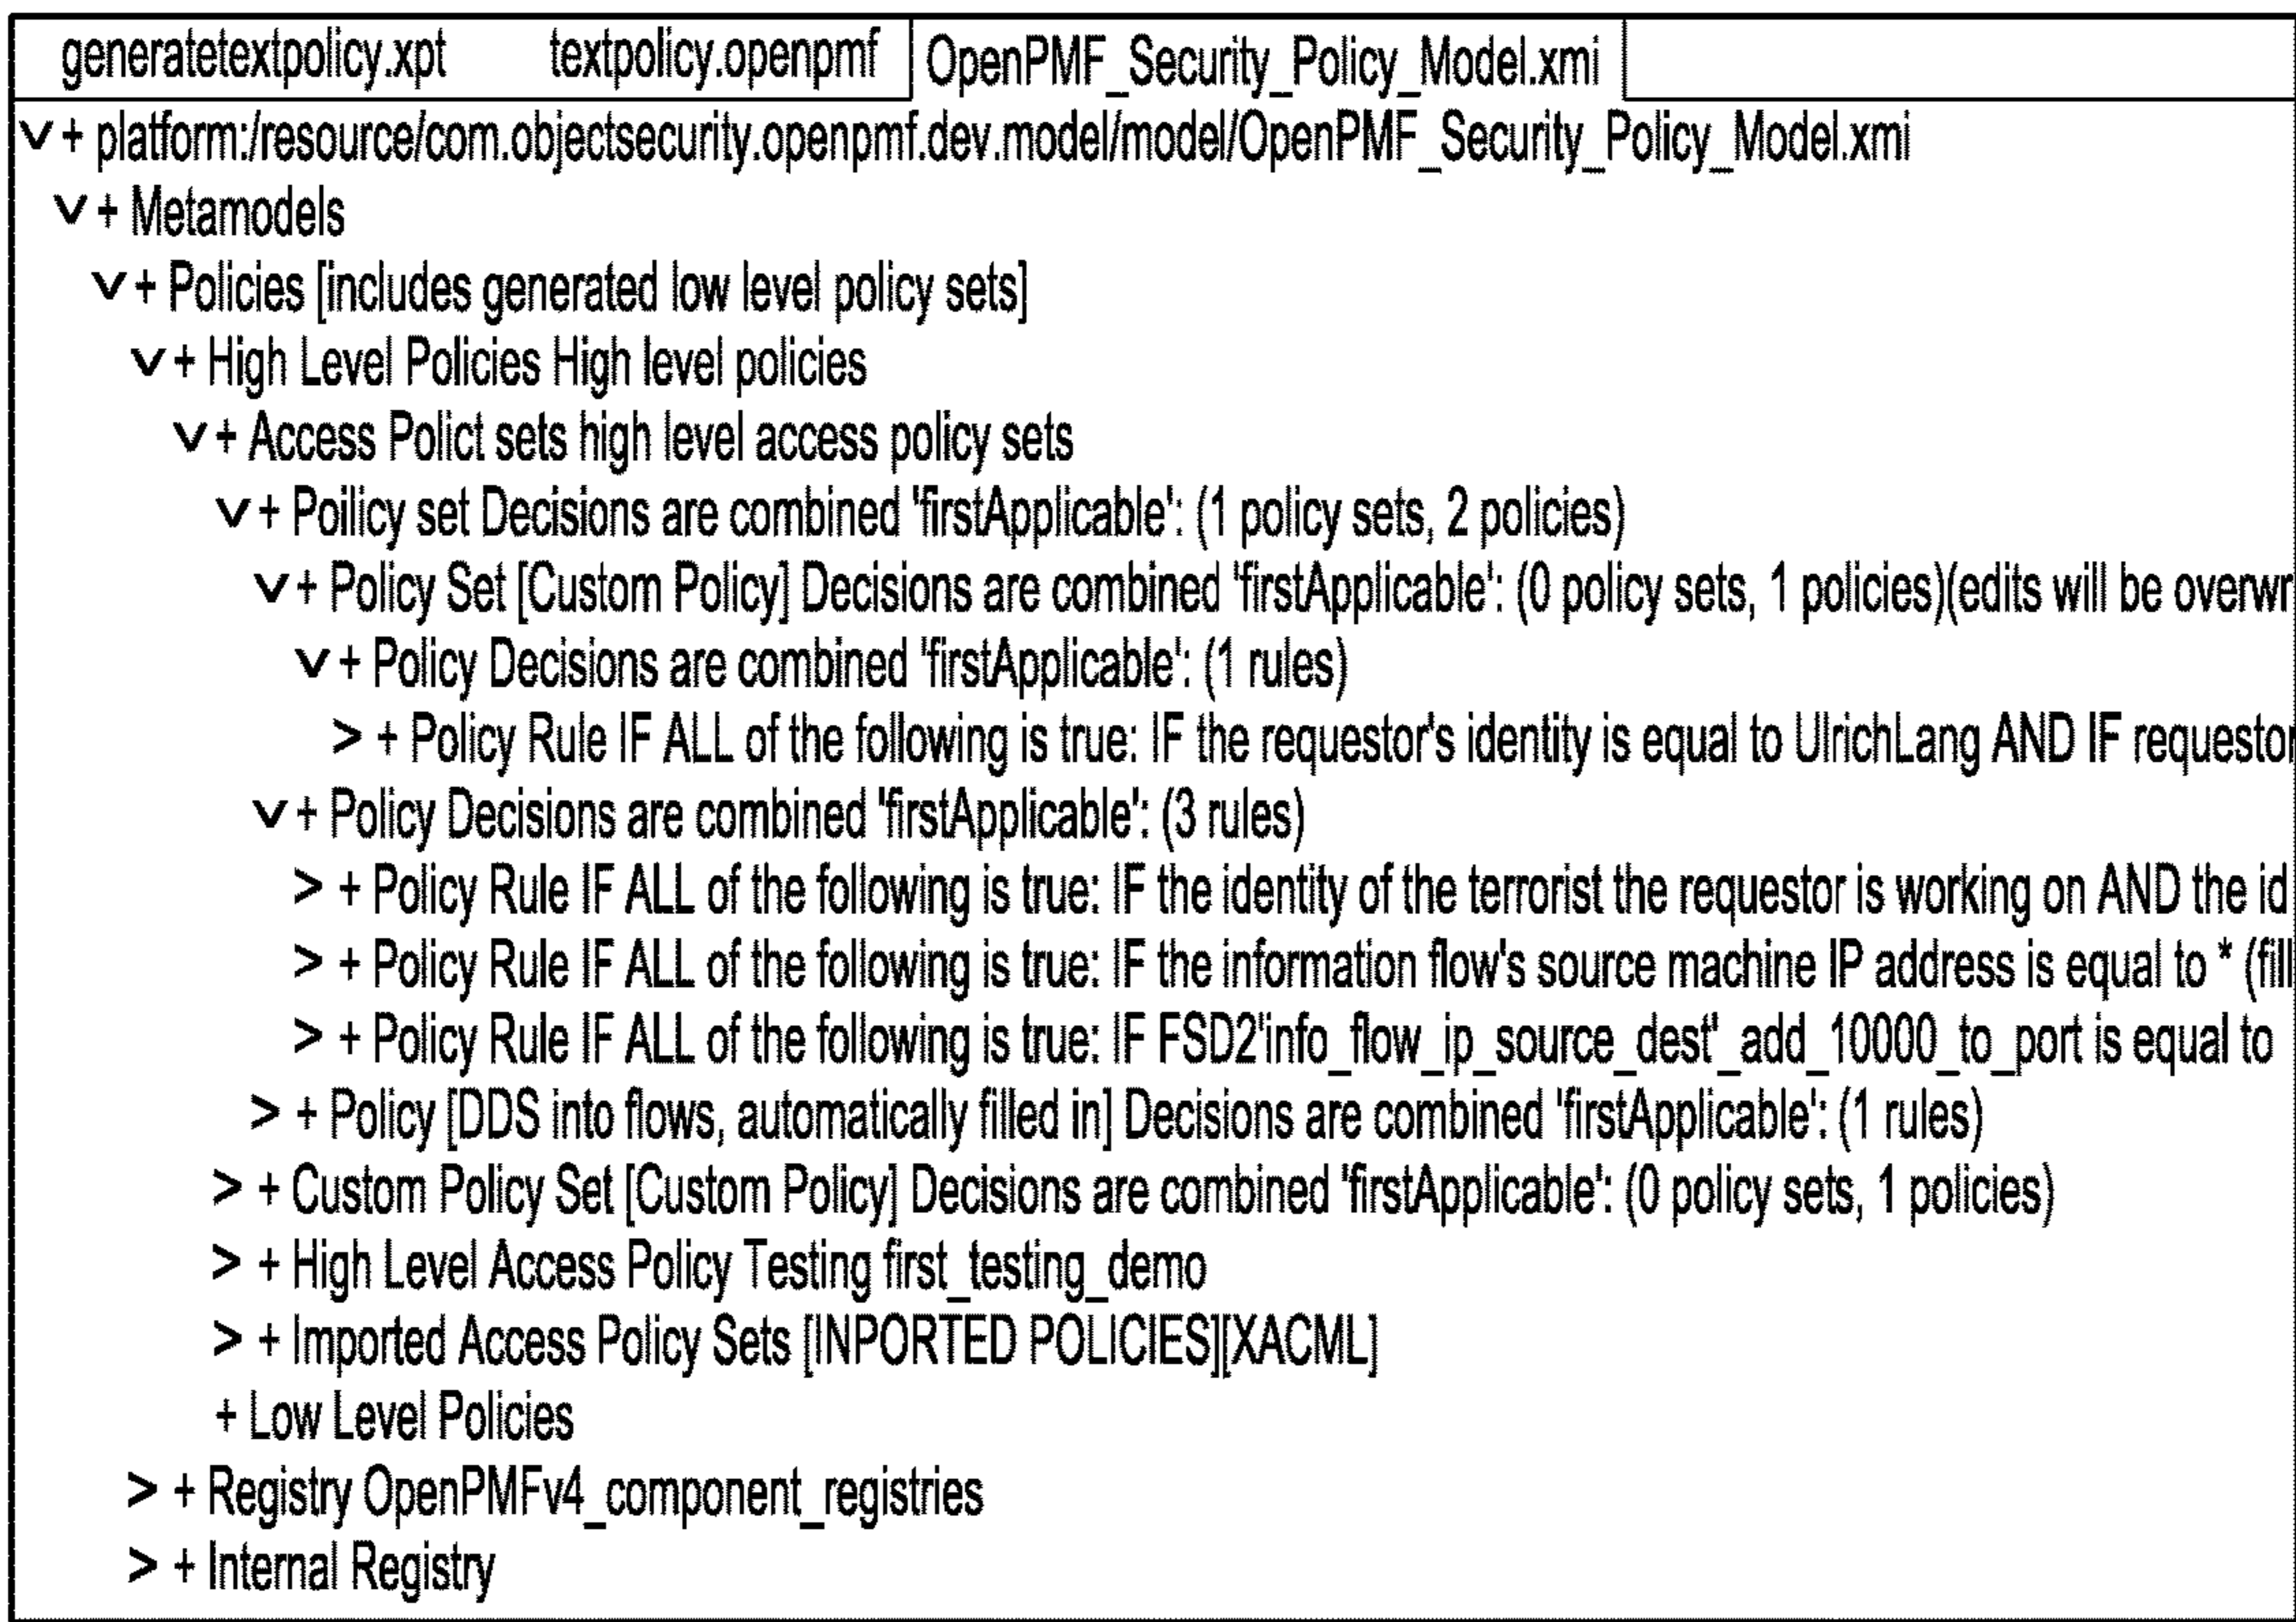 generatetextpolicy.xpt textpolicy.openpmf OpenPMF_Security_Policy_Model.xmi
v + platform:/resource/com.objectsecurity.openpmf.dev.model/model/OpenPMF_Security_Policy_Model.xmi
v + Metamodels
v + Policies [includes generated low level policy sets]
v + High Level Policies High level policies
v + Access Polict sets high level access policy sets
v + Poilicy set Decisions are combined 'firstApplicable': (1 policy sets, 2 policies)
v + Policy Set [Custom Policy] Decisions are combined 'firstApplicable': (0 policy sets, 1 policies)(edits will be overwr
v + Policy Decisions are combined 'firstApplicable': (1 rules)
> + Policy Rule IF ALL of the following is true: IF the requestor's identity is equal to UlrichLang AND IF requestor
v + Policy Decisions are combined 'firstApplicable': (3 rules)
> + Policy Rule IF ALL of the following is true: IF the identity of the terrorist the requestor is working on AND the id
> + Policy Rule IF ALL of the following is true: IF the information flow's source machine IP address is equal to * (filli
> + Policy Rule IF ALL of the following is true: IF FSD2'info_flow_ip_source_dest'_add_10000_to_port is equal to
> + Policy [DDS into flows, automatically filled in] Decisions are combined 'firstApplicable': (1 rules)
> + Custom Policy Set [Custom Policy] Decisions are combined 'firstApplicable': (0 policy sets, 1 policies)
> + High Level Access Policy Testing first_testing_demo
> + Imported Access Policy Sets [INPORTED POLICIES][XACML]
+ Low Level Policies
> + Registry OpenPMFv4_component_registries
> + Internal Registry